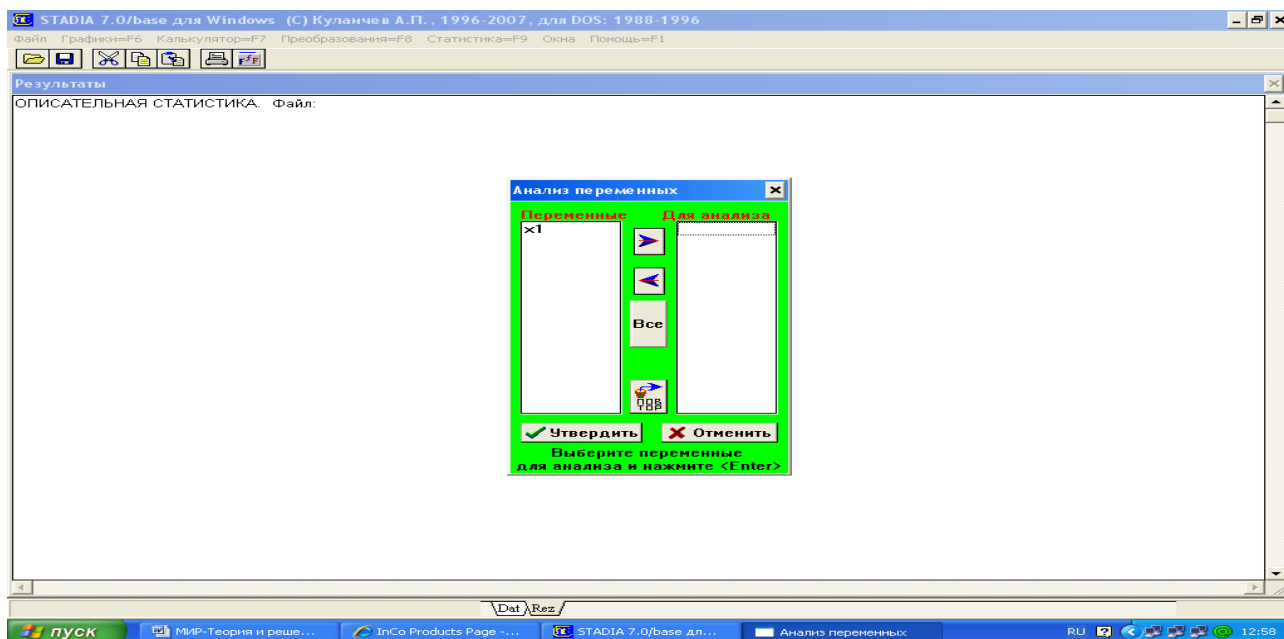 STADIA 7.0/base для Windows (C) Кулаичев А.П., 1996-2007, для DOS: 1988-1996
Файл Графики=F6 Калькулятор=F7 Преобразования=F8 Статистика=F9 Окна Помощь=F1
Результаты
ОПИСАТЕЛЬНАЯ СТАТИСТИКА. Файл:
Анализ переменных
Переменные Для анализа
x1
Все
Утвердить Отменить
Выберите переменные
для анализа и нажмите <Enter>
Dat Rez
пуск МИР-Теория и реше... InCo Products Page -... STADIA 7.0/base дл... Анализ переменных RU 12:58